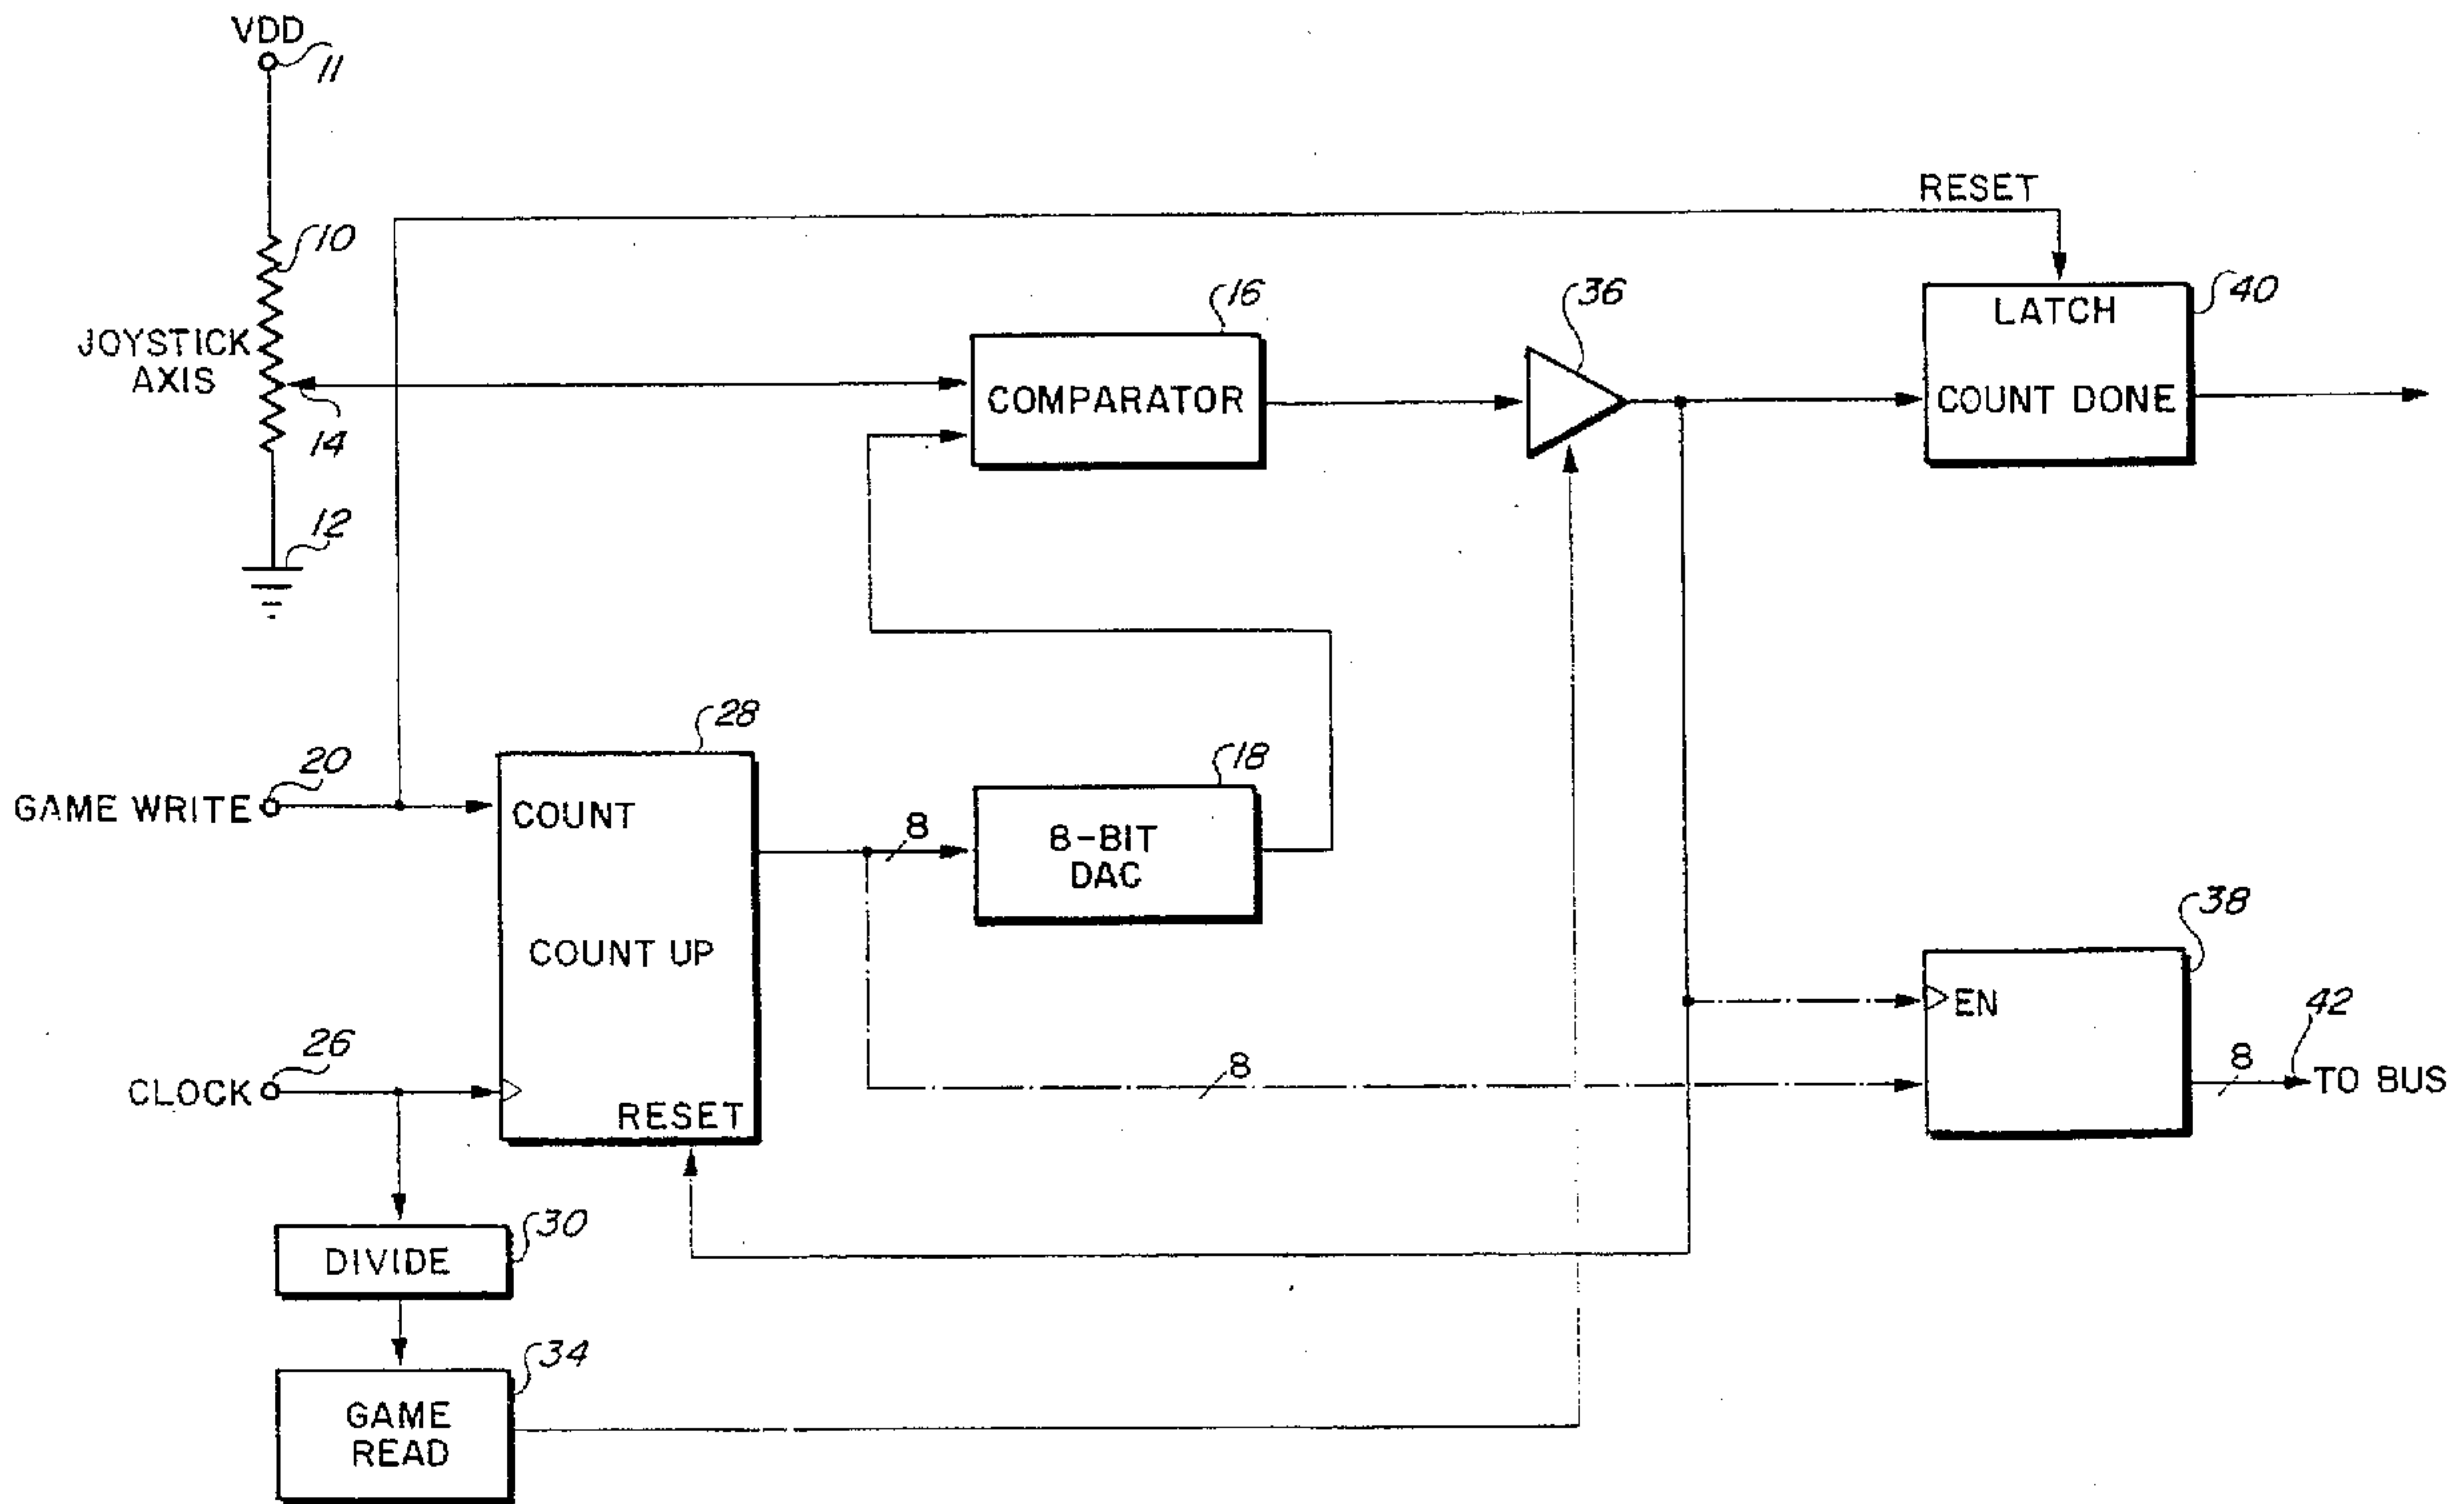 VDD
11
10
JOYSTICK
AXIS
14
12
RESET
16
COMPARATOR
36
40
LATCH
COUNT DONE
GAME WRITE
20
28
COUNT
COUNT UP
RESET
8
18
8-BIT
DAC
38
EN
8
42
8
TO BUS
CLOCK
26
30
DIVIDE
34
GAME
READ